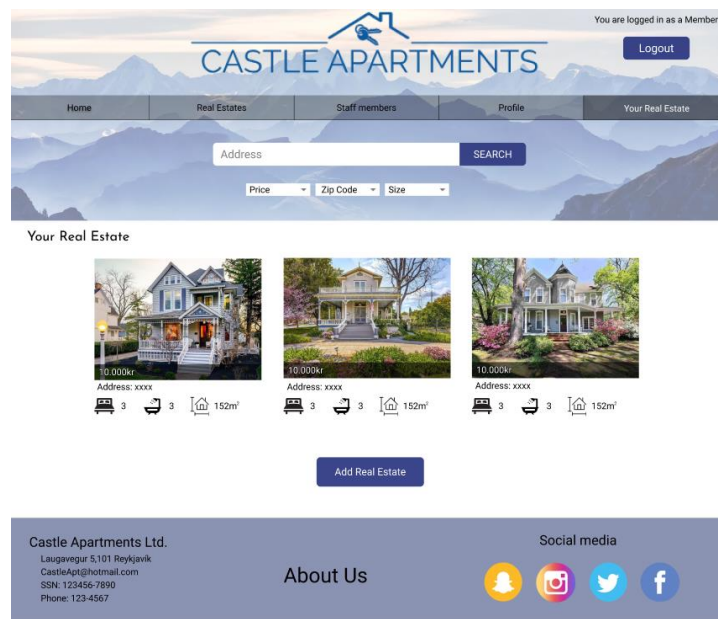 You are logged in as a Member
Logout
CASTLE APARTMENTS
Home
Real Estates
Staff members
Profile
Your Real Estate
Address
SEARCH
Price
Zip Code
Size
Your Real Estate
10.000kr
10.000kr
10.000kr
Address: xxxx
Address: xxxx
Address: xxxx
3
3
152m²
3
3
152m²
3
3
152m²
Add Real Estate
Castle Apartments Ltd.
Laugavegur 5,101 Reykjavík
CastleApt@hotmail.com
SSN: 123456-7890
Phone: 123-4567
About Us
Social media
f